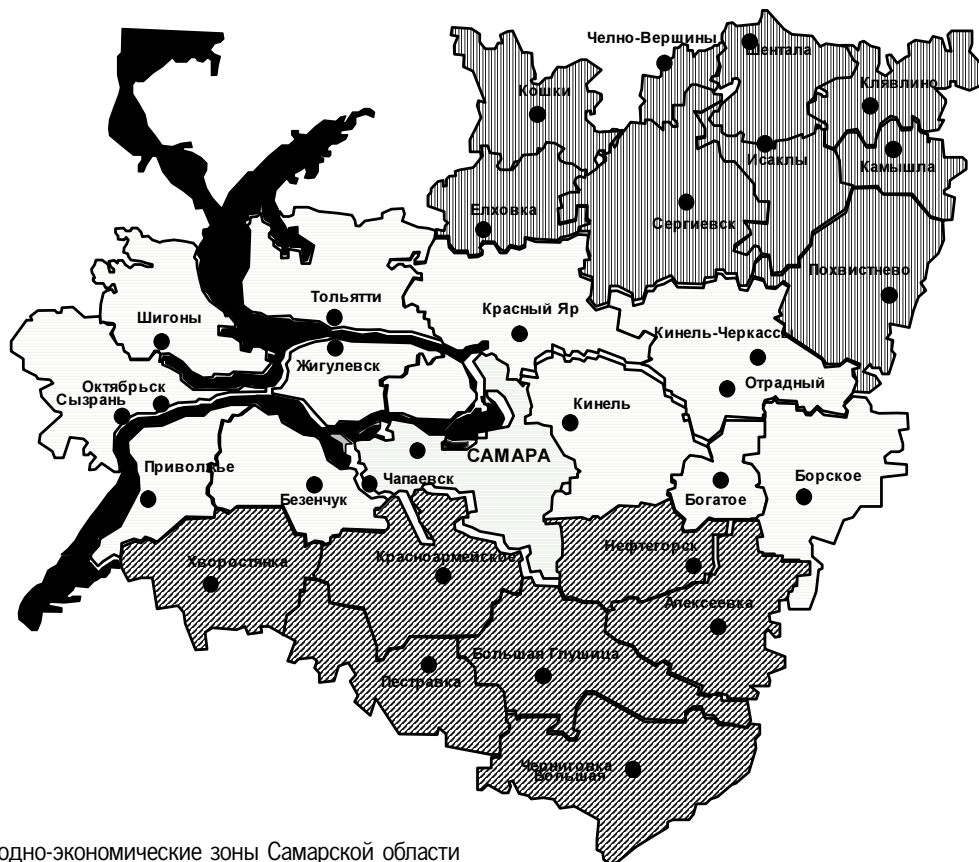 Челно-Вершины
Шентала
Кошки
Клявлино
Исаклы
Камышла
Елховка
Сергиевск
Похвистнево
Тольятти
Красный Яр
Шигоны
Кинель-Черкассы
Жигулевск
Октябрьск
Отрадный
Сызрань
Кинель
САМАРА
Приволжье
Чапаевск
Безенчук
Богатое
Борское
Хворостянка
Красноармейское
Нефтегорск
Алексеевка
Большая Глушица
Пестравка
Черниговка
Большая
одно-экономические зоны Самарской области